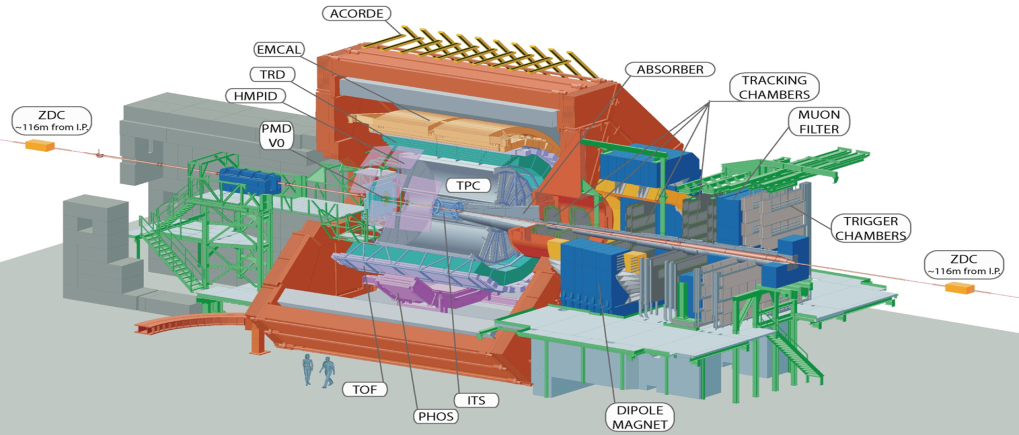 ACORDE
EMCAL
TRD
HMPID
ABSORBER
TRACKING
CHAMBERS
ZDC
~116m from I.P.
PMD
V0
MUON
FILTER
TPC
TRIGGER
CHAMBERS
ZDC
~116m from I.P.
TOF
PHOS
ITS
DIPOLE
MAGNET